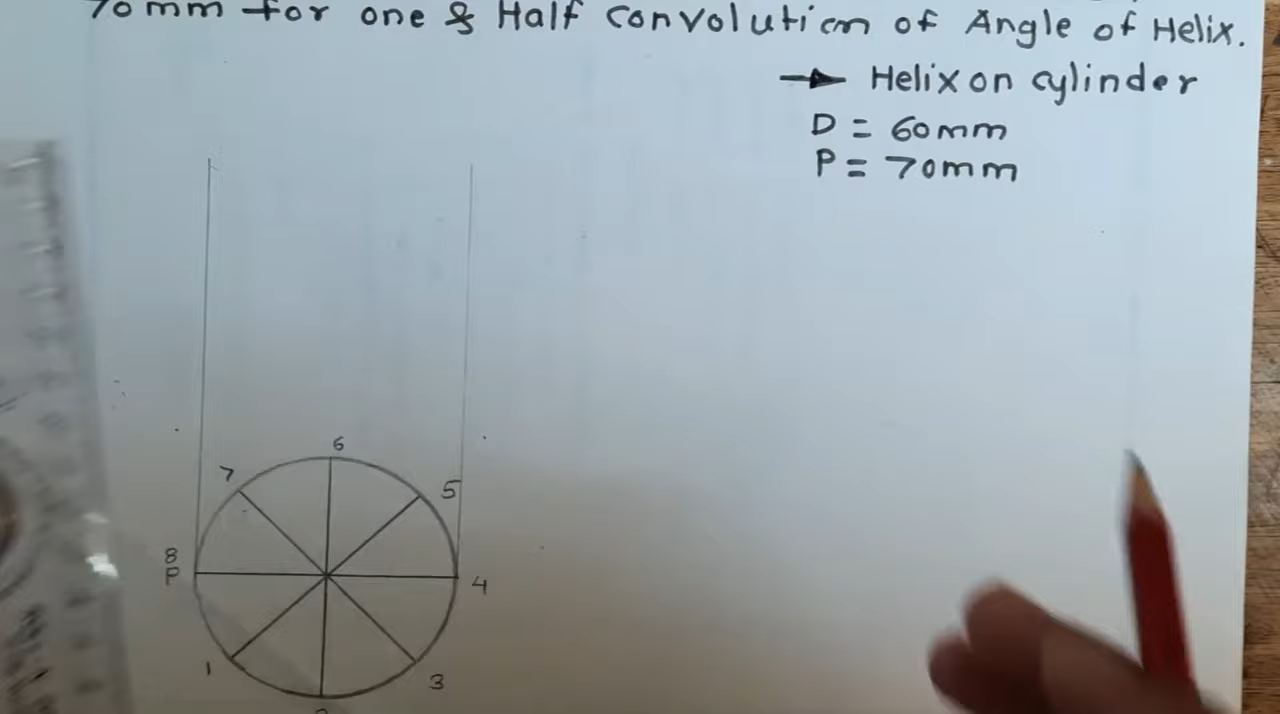 70mm for one & Half convolution of Angle of Helix.
→ Helix on cylinder
D = 60mm
P = 70mm
6
7
5
8
P
4
1
3